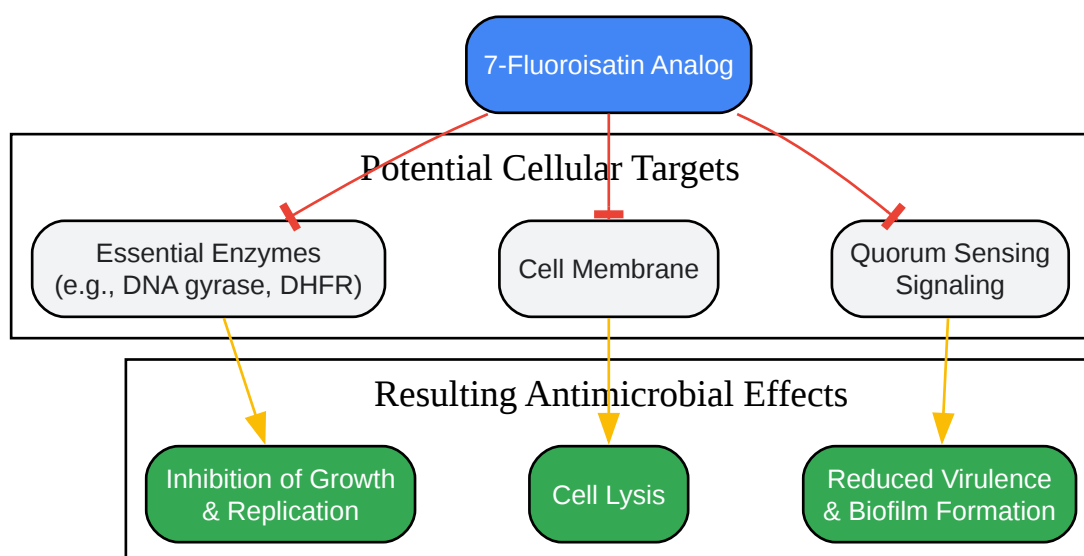 7-Fluoroisatin Analog
Potential Cellular Targets
Essential Enzymes
(e.g., DNA gyrase, DHFR)
Cell Membrane
Quorum Sensing
Signaling
Resulting Antimicrobial Effects
Inhibition of Growth
& Replication
Cell Lysis
Reduced Virulence
& Biofilm Formation